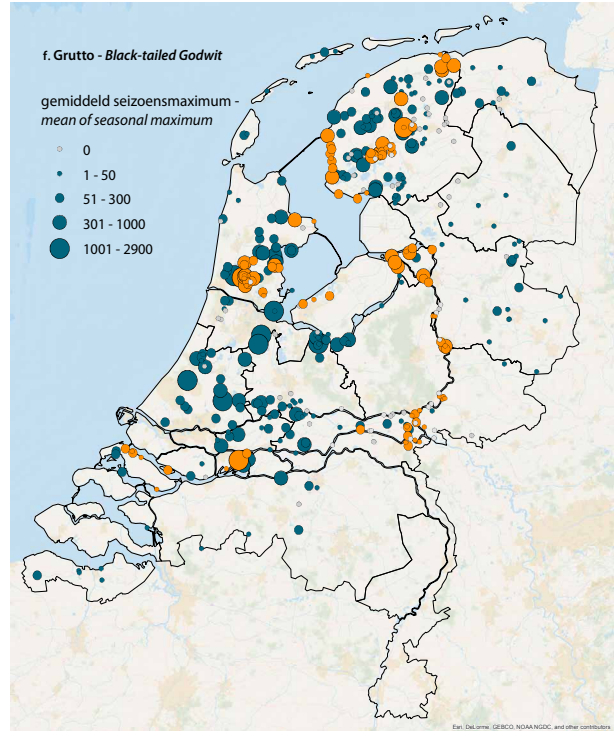 f. Grutto - Black-tailed Godwit
gemiddeld seizoensmaximum -
mean of seasonal maximum
0
1 - 50
51 - 300
301 - 1000
1001 - 2900
Esri, DeLorme, GEBCO, NOAA NGDC, and other contributors